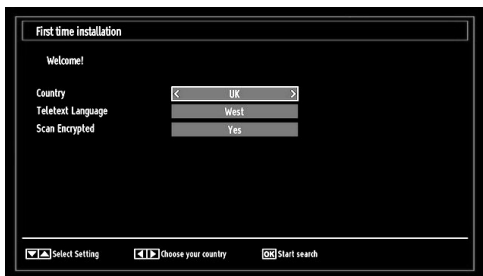 First time installation
Welcome!
Country < UK >
Teletext Language West
Scan Encrypted Yes
Select Setting Choose your country OK Start search